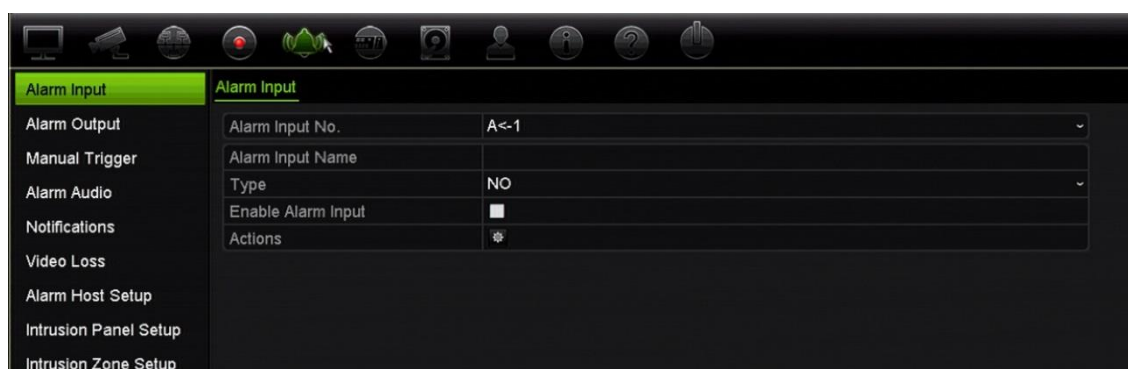 Alarm Input
Alarm Input
Alarm Output
Alarm Input No. A<-1
Manual Trigger
Alarm Input Name
Alarm Audio
Type NO
Notifications
Enable Alarm Input
Actions
Video Loss
Alarm Host Setup
Intrusion Panel Setup
Intrusion Zone Setup